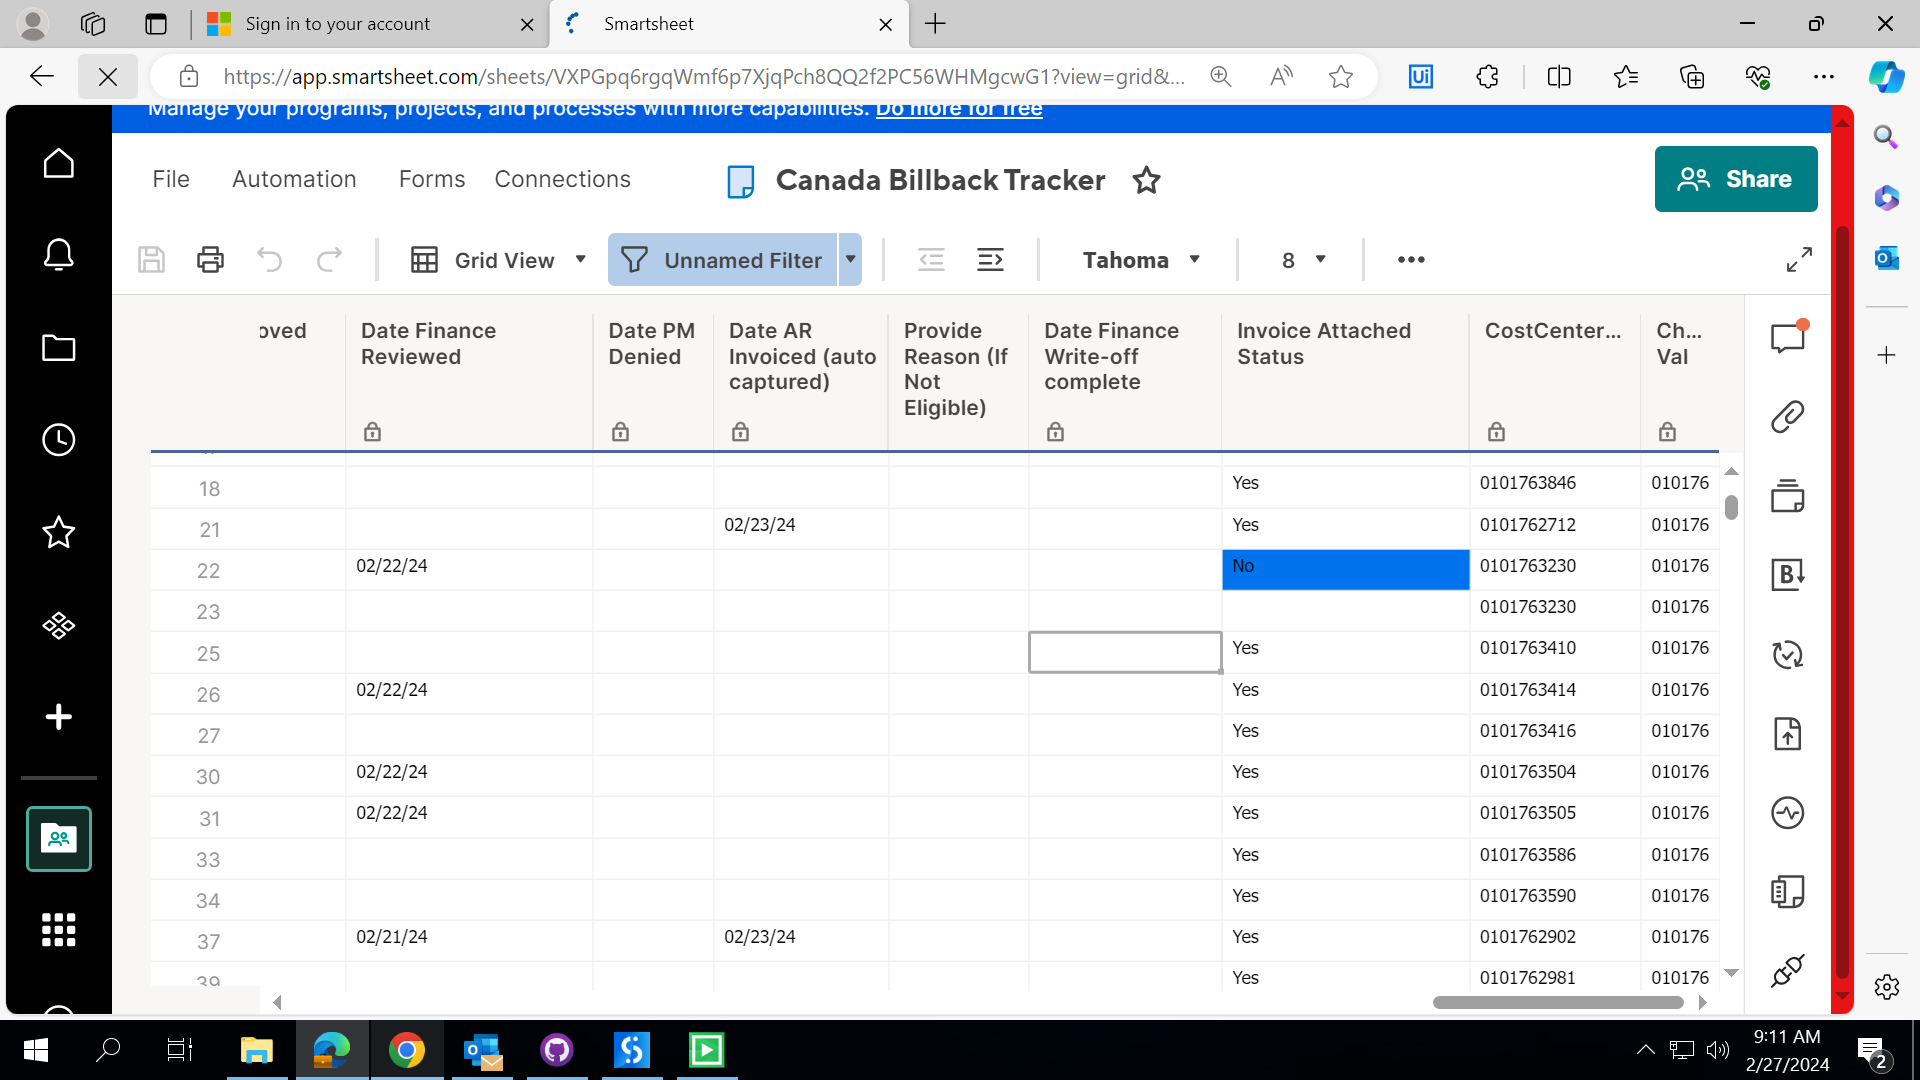 Sign in to your account
Smartsheet
https://app.smartsheet.com/sheets/VXPGpq6rgqWmf6p7XjqPch8QQ2f2PC56WHMgcwG1?view=grid&...
Manage your programs, projects, and processes with more capabilities. Do more for free
File Automation Forms Connections
Canada Billback Tracker
Share
Grid View
Unnamed Filter
Tahoma
8
oved
Date Finance Reviewed
Date PM Denied
Date AR Invoiced (auto captured)
Provide Reason (If Not Eligible)
Date Finance Write-off complete
Invoice Attached Status
CostCenter...
Ch... Val
18 Yes 0101763846 010176
21 02/23/24 Yes 0101762712 010176
22 02/22/24 No 0101763230 010176
23 0101763230 010176
25 Yes 0101763410 010176
26 02/22/24 Yes 0101763414 010176
27 Yes 0101763416 010176
30 02/22/24 Yes 0101763504 010176
31 02/22/24 Yes 0101763505 010176
33 Yes 0101763586 010176
34 Yes 0101763590 010176
37 02/21/24 02/23/24 Yes 0101762902 010176
39 Yes 0101762981 010176
9:11 AM
2/27/2024
2